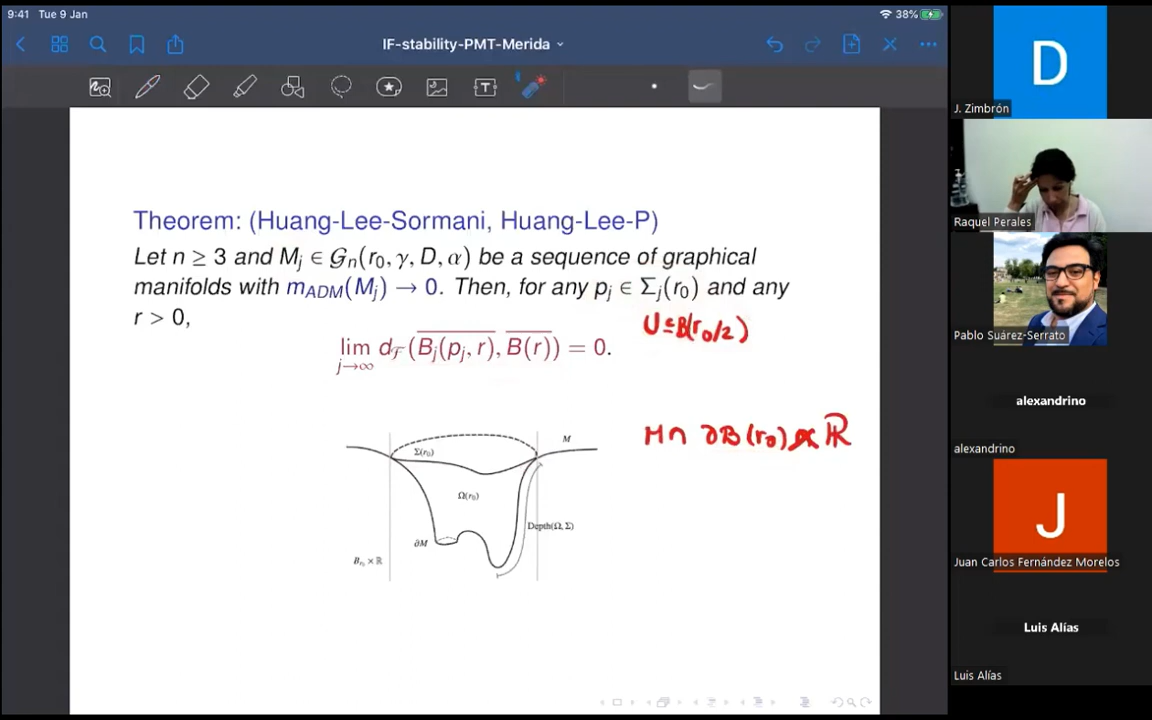 9:41 Tue 9 Jan
38%
IF-stability-PMT-Merida
Theorem: (Huang-Lee-Sormani, Huang-Lee-P)
Let n ≥ 3 and M_j ∈ 𝒢_n(r_0, γ, D, α) be a sequence of graphical
manifolds with m_ADM(M_j) → 0. Then, for any p_j ∈ Σ_j(r_0) and any
r > 0,
U ⊆ B(r_0/2)
lim_{j→∞} d_ℱ(\overline{B_j(p_j, r)}, \overline{B(r)}) = 0.
M ∩ ∂B(r_0) × ℝ
M
Σ(r_0)
Ω(r_0)
Depth(Ω, Σ)
∂M
B_{r_0} × ℝ
D
J. Zimbrón
Raquel Perales
Pablo Suárez-Serrato
alexandrino
alexandrino
J
Juan Carlos Fernández Morelos
Luis Alías
Luis Alías